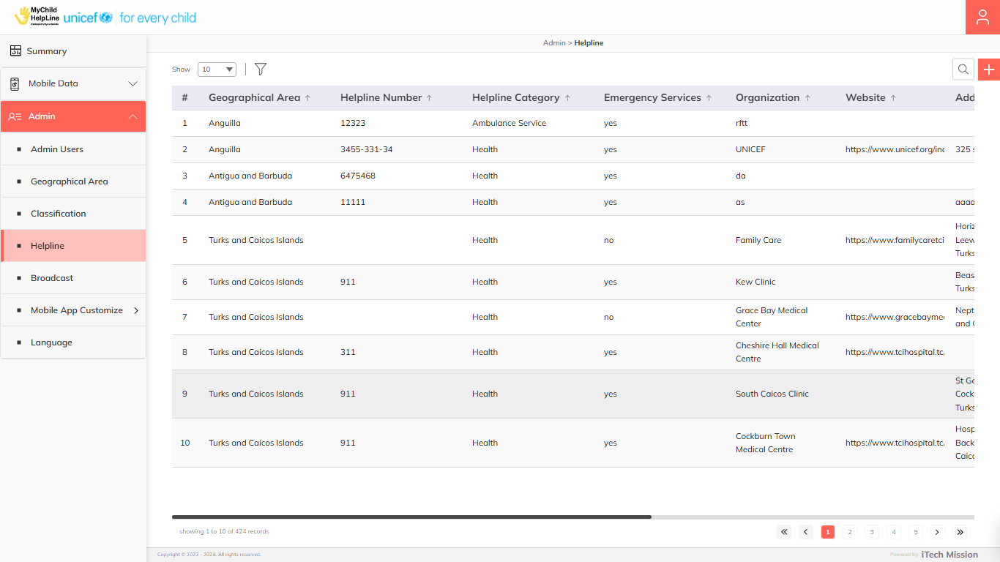 MyChild
HelpLine
unicef for every child
Admin > Helpline
Summary
Mobile Data
Admin
Admin Users
Geographical Area
Classification
Helpline
Broadcast
Mobile App Customize
Language
Show 10
# Geographical Area Helpline Number Helpline Category Emergency Services Organization Website Add
1 Anguilla 12323 Ambulance Service yes rftt
2 Anguilla 3455-331-34 Health yes UNICEF https://www.unicef.org/inc 325 s
3 Antigua and Barbuda 6475468 Health yes da
4 Antigua and Barbuda 11111 Health yes as aaaa
5 Turks and Caicos Islands Health no Family Care https://www.familycaretci Horiz
Leew
Turks
6 Turks and Caicos Islands 911 Health yes Kew Clinic Beas
Turks
7 Turks and Caicos Islands Health no Grace Bay Medical
Center https://www.gracebayme Nept
and C
8 Turks and Caicos Islands 311 Health yes Cheshire Hall Medical
Centre https://www.tcihospital.tc/
9 Turks and Caicos Islands 911 Health yes South Caicos Clinic St Ge
Cock
Turks
10 Turks and Caicos Islands 911 Health yes Cockburn Town
Medical Centre https://www.tcihospital.tc/ Hosp
Back
Caico
showing 1 to 10 of 424 records
1 2 3 4 5
Copyright © 2022 - 2024. All rights reserved.
Powered by iTech Mission